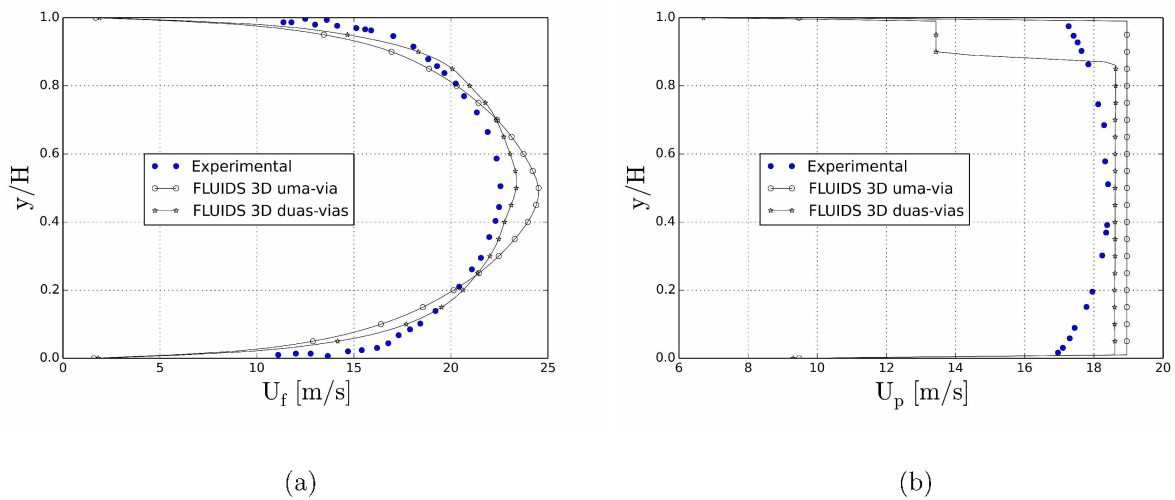 1.0
0.8
0.6
0.4
0.2
0.0
y/H
Experimental
FLUIDS 3D uma-via
FLUIDS 3D duas-vias
0 5 10 15 20 25
U_f [m/s]
(a)
1.0
0.8
0.6
0.4
0.2
0.0
y/H
Experimental
FLUIDS 3D uma-via
FLUIDS 3D duas-vias
6 8 10 12 14 16 18 20
U_p [m/s]
(b)